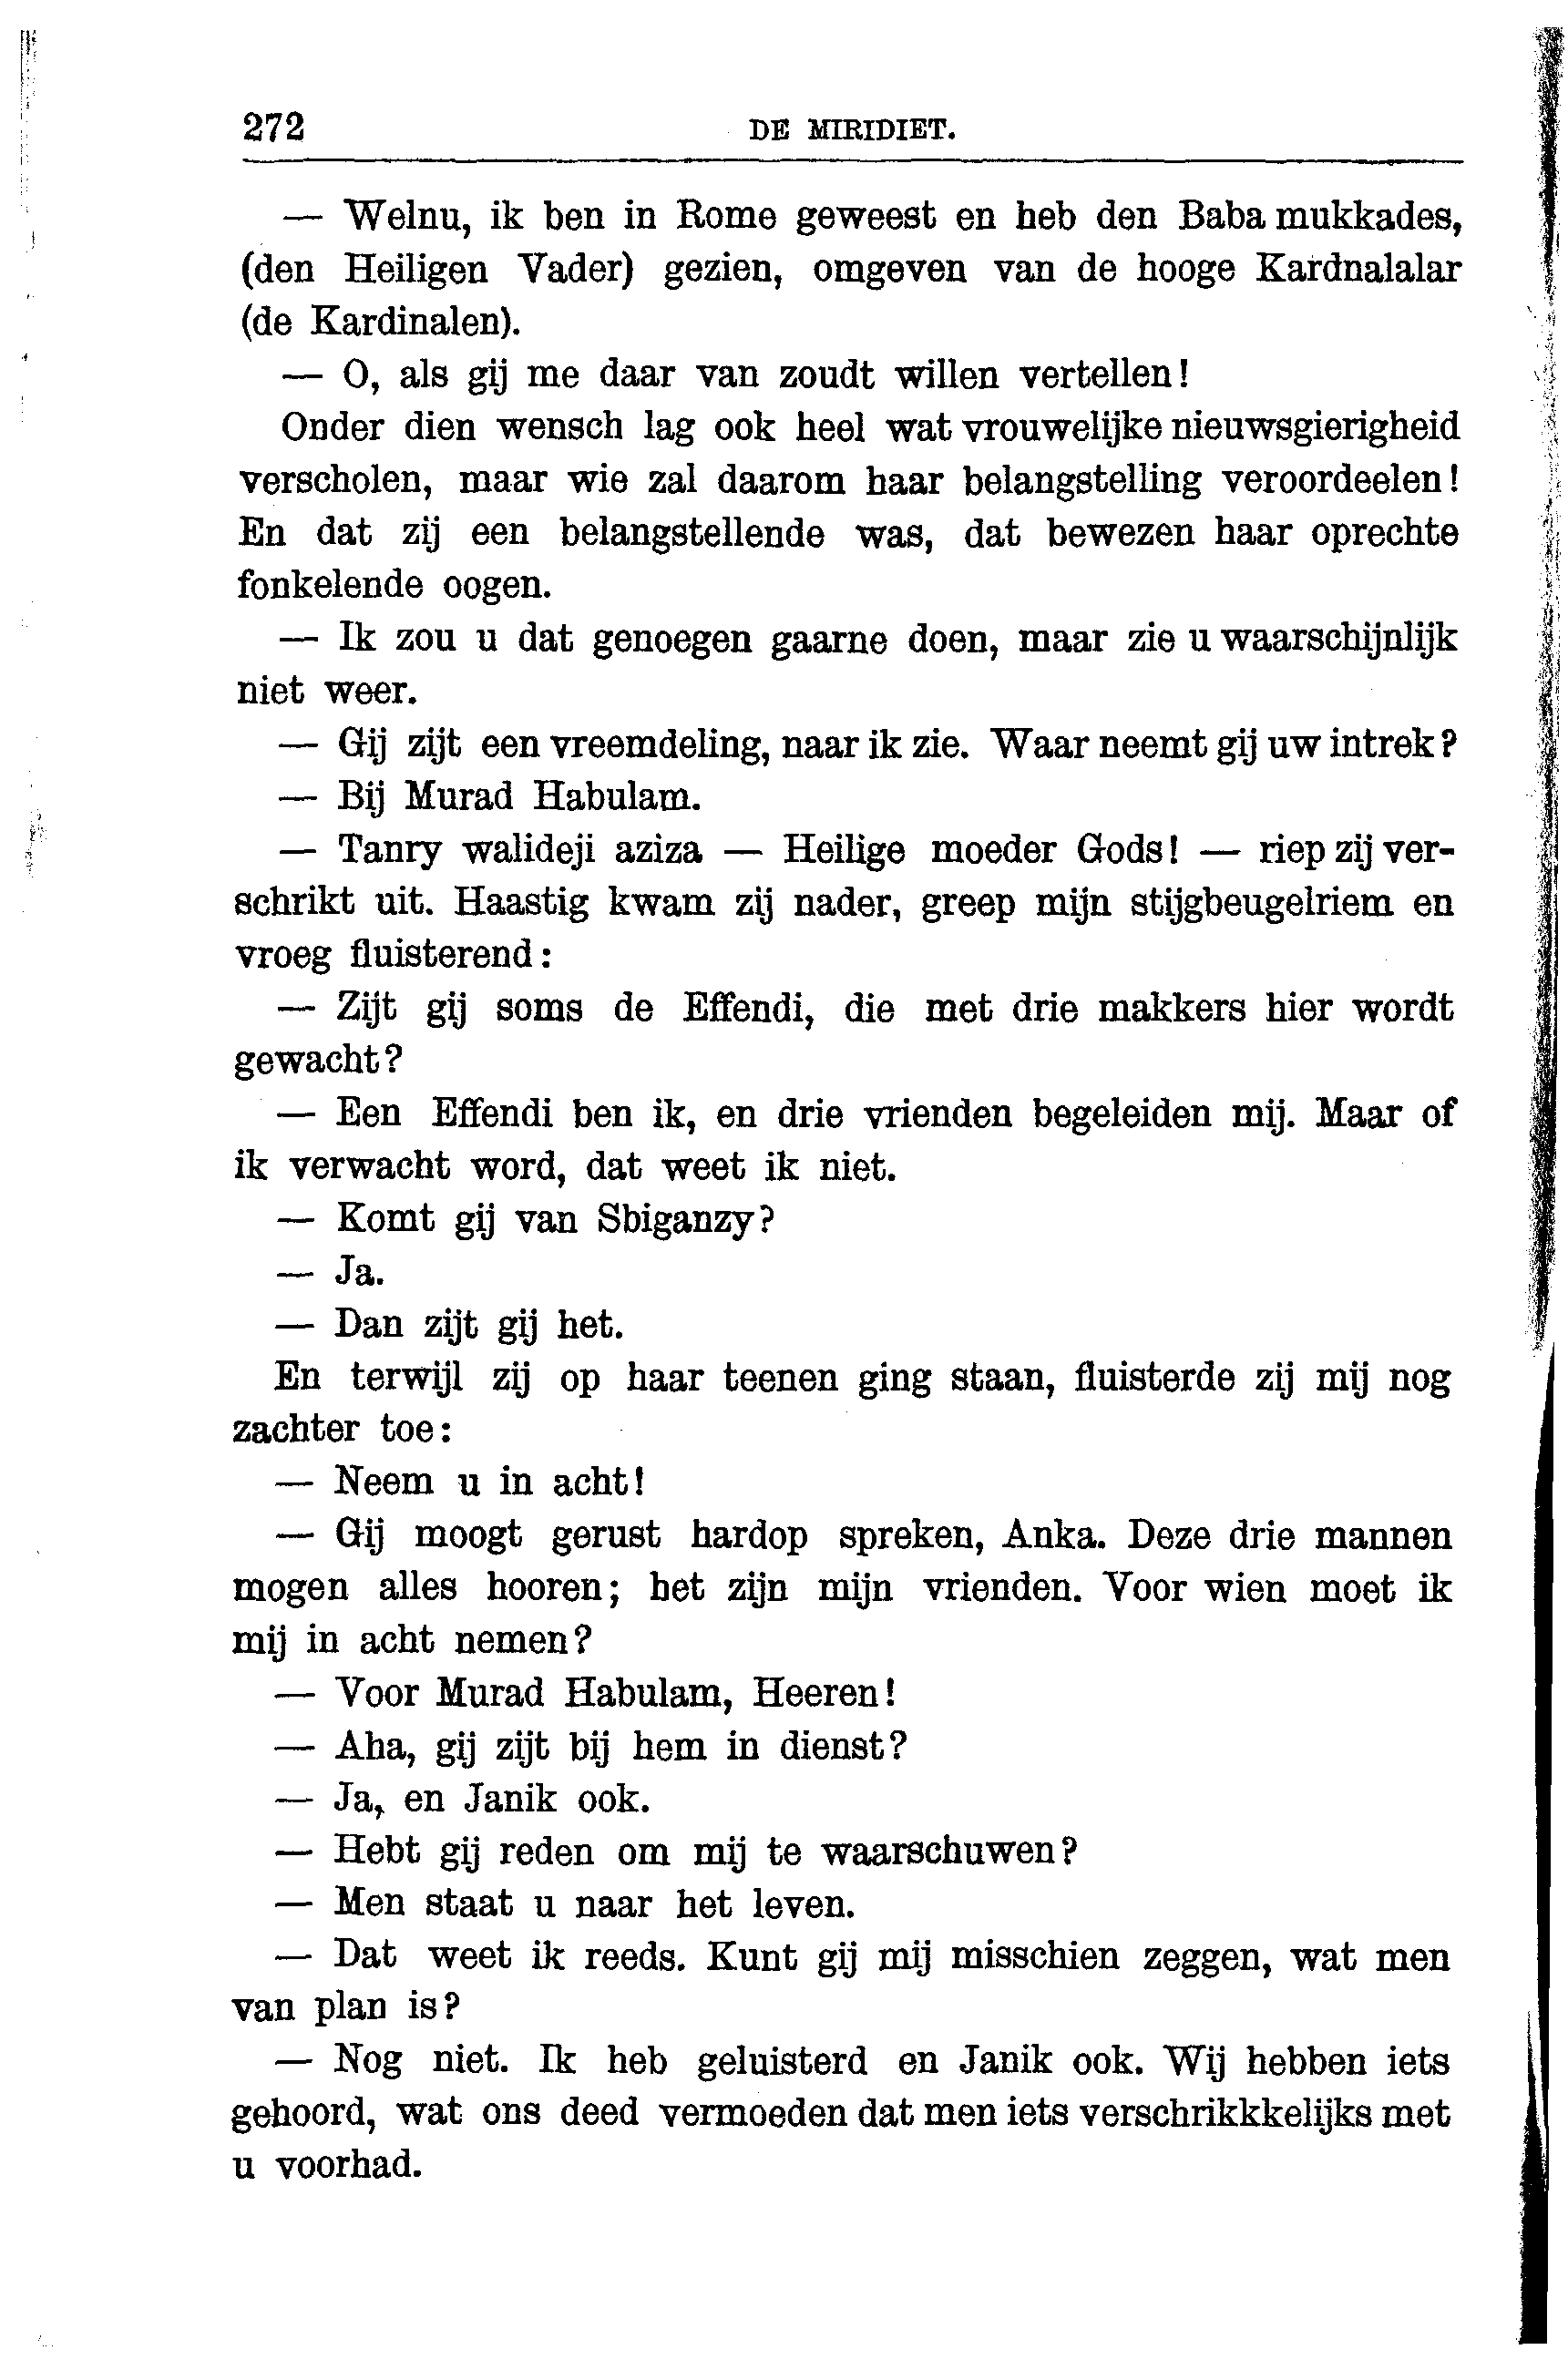 272 DE MIRIDIET.
— Welnu, ik ben in Rome geweest en heb den Baba mukkades,
(den Heiligen Vader) gezien, omgeven van de hooge Kardnalalar
(de Kardinalen).
— O, als gij me daar van zoudt willen vertellen!
Onder dien wensch lag ook heel wat vrouwelijke nieuwsgierigheid
verscholen, maar wie zal daarom haar belangstelling veroordeelen!
En dat zij een belangstellende was, dat bewezen haar oprechte
fonkelende oogen.
— Ik zou u dat genoegen gaarne doen, maar zie u waarschijnlijk
niet weer.
— Gij zijt een vreemdeling, naar ik zie. Waar neemt gij uw intrek?
— Bij Murad Habulam.
— Tanry walideji aziza — Heilige moeder Gods! — riep zij ver-
schrikt uit. Haastig kwam zij nader, greep mijn stijgbeugelriem en
vroeg fluisterend:
— Zijt gij soms de Effendi, die met drie makkers hier wordt
gewacht?
— Een Effendi ben ik, en drie vrienden begeleiden mij. Maar of
ik verwacht word, dat weet ik niet.
— Komt gij van Sbiganzy?
— Ja.
— Dan zijt gij het.
En terwijl zij op haar teenen ging staan, fluisterde zij mij nog
zachter toe:
— Neem u in acht!
— Gij moogt gerust hardop spreken, Anka. Deze drie mannen
mogen alles hooren; het zijn mijn vrienden. Voor wien moet ik
mij in acht nemen?
— Voor Murad Habulam, Heeren!
— Aha, gij zijt bij hem in dienst?
— Ja, en Janik ook.
— Hebt gij reden om mij te waarschuwen?
— Men staat u naar het leven.
— Dat weet ik reeds. Kunt gij mij misschien zeggen, wat men
van plan is?
— Nog niet. Ik heb geluisterd en Janik ook. Wij hebben iets
gehoord, wat ons deed vermoeden dat men iets verschrikkkelijks met
u voorhad.